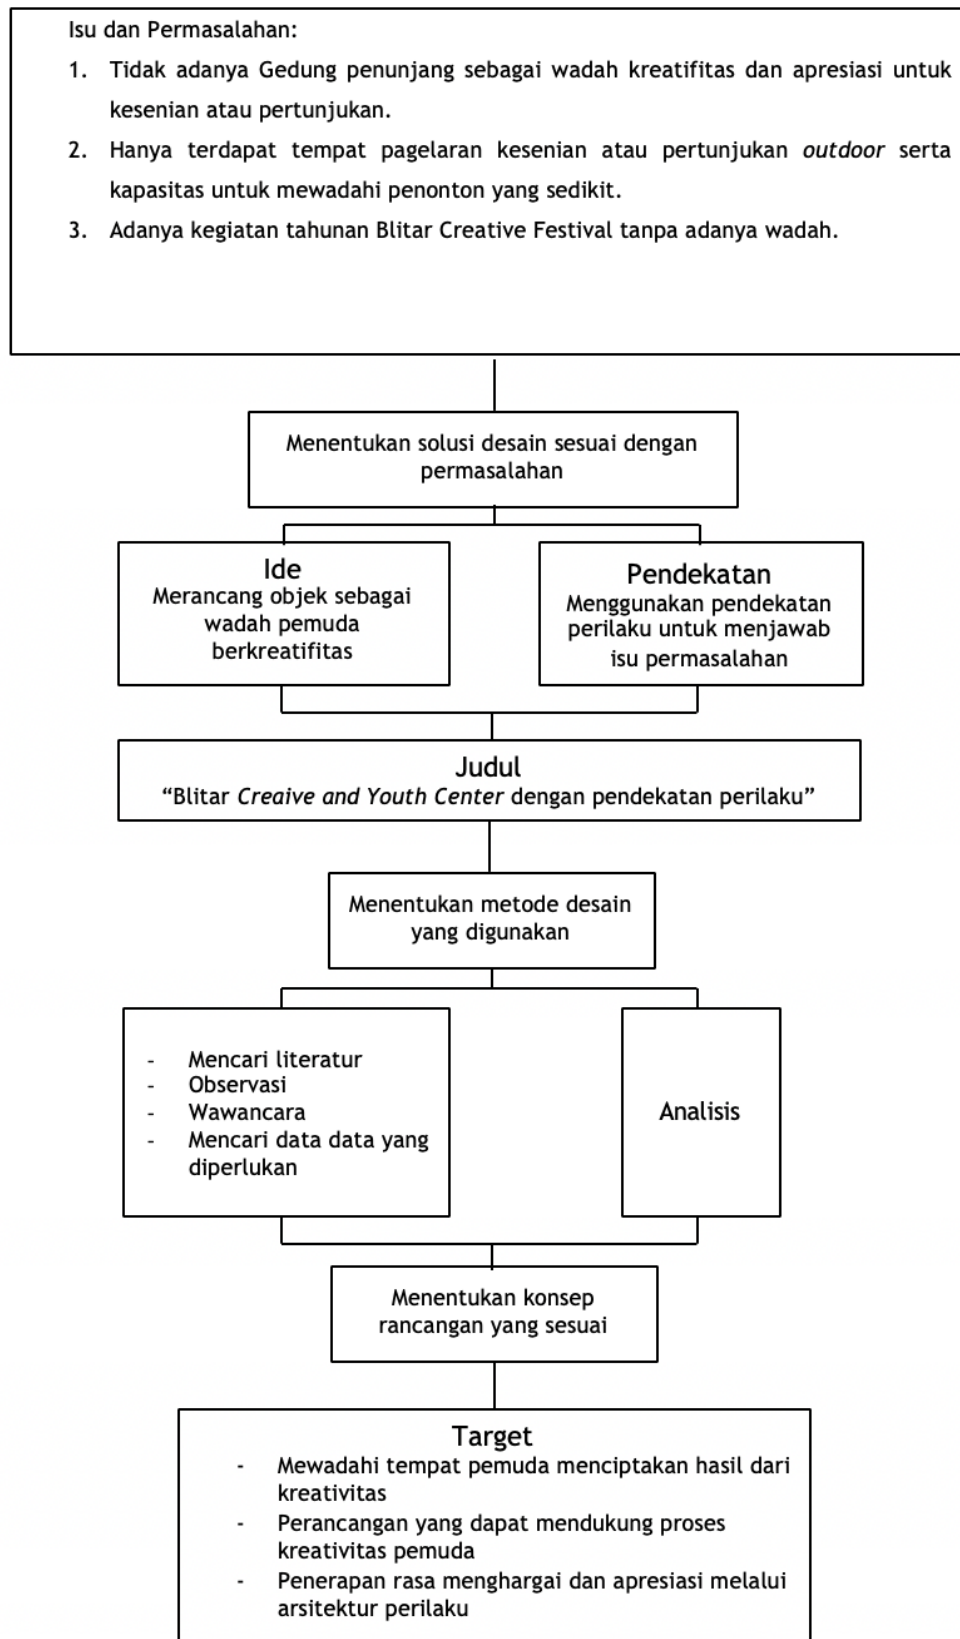 Isu dan Permasalahan:
1. Tidak adanya Gedung penunjang sebagai wadah kreatifitas dan apresiasi untuk
kesenian atau pertunjukan.
2. Hanya terdapat tempat pagelaran kesenian atau pertunjukan outdoor serta
kapasitas untuk mewadahi penonton yang sedikit.
3. Adanya kegiatan tahunan Blitar Creative Festival tanpa adanya wadah.
Menentukan solusi desain sesuai dengan
permasalahan
Ide
Merancang objek sebagai
wadah pemuda
berkreatifitas
Pendekatan
Menggunakan pendekatan
perilaku untuk menjawab
isu permasalahan
Judul
“Blitar Creaive and Youth Center dengan pendekatan perilaku”
Menentukan metode desain
yang digunakan
- Mencari literatur
- Observasi
- Wawancara
- Mencari data data yang
diperlukan
Analisis
Menentukan konsep
rancangan yang sesuai
Target
- Mewadahi tempat pemuda menciptakan hasil dari
kreativitas
- Perancangan yang dapat mendukung proses
kreativitas pemuda
- Penerapan rasa menghargai dan apresiasi melalui
arsitektur perilaku